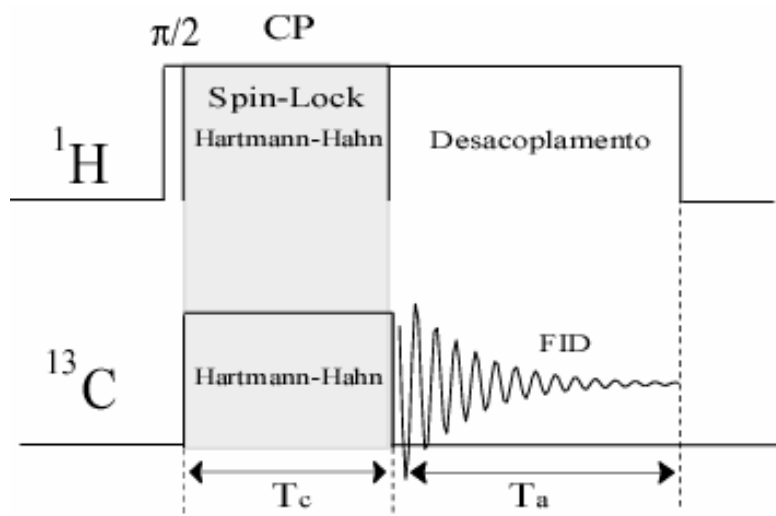 π/2 CP
Spin-Lock
¹H Hartmann-Hahn Desacoplamento
FID
¹³C Hartmann-Hahn
Tc Ta